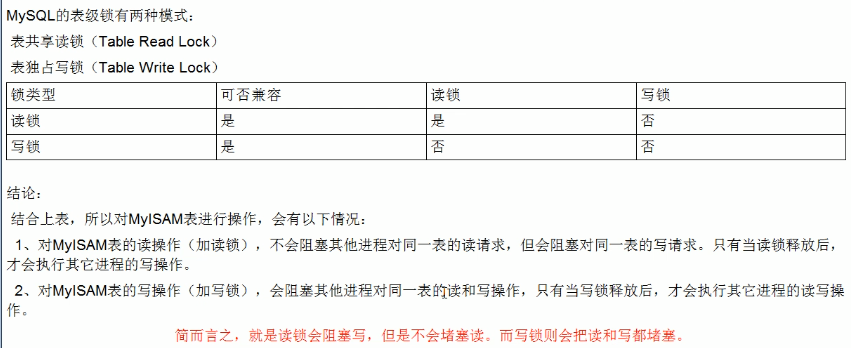 MySQL的表级锁有两种模式：
表共享读锁（Table Read Lock）
表独占写锁（Table Write Lock）
锁类型 可否兼容 读锁 写锁
读锁 是 是 否
写锁 是 否 否
结论：
结合上表，所以对MyISAM表进行操作，会有以下情况：
1、对MyISAM表的读操作（加读锁），不会阻塞其他进程对同一表的读请求，但会阻塞对同一表的写请求。只有当读锁释放后，
才会执行其它进程的写操作。
2、对MyISAM表的写操作（加写锁），会阻塞其他进程对同一表的读和写操作，只有当写锁释放后，才会执行其它进程的读写操
作。
简而言之，就是读锁会阻塞写，但是不会堵塞读。而写锁则会把读和写都堵塞。